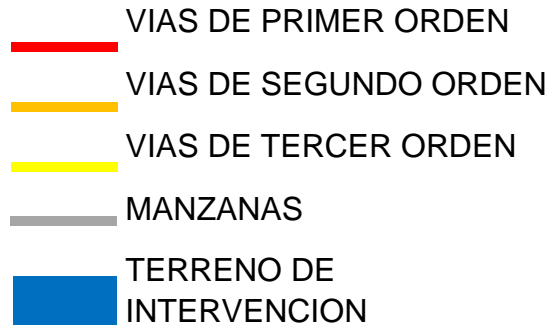 VIAS DE PRIMER ORDEN
VIAS DE SEGUNDO ORDEN
VIAS DE TERCER ORDEN
MANZANAS
TERRENO DE
INTERVENCION